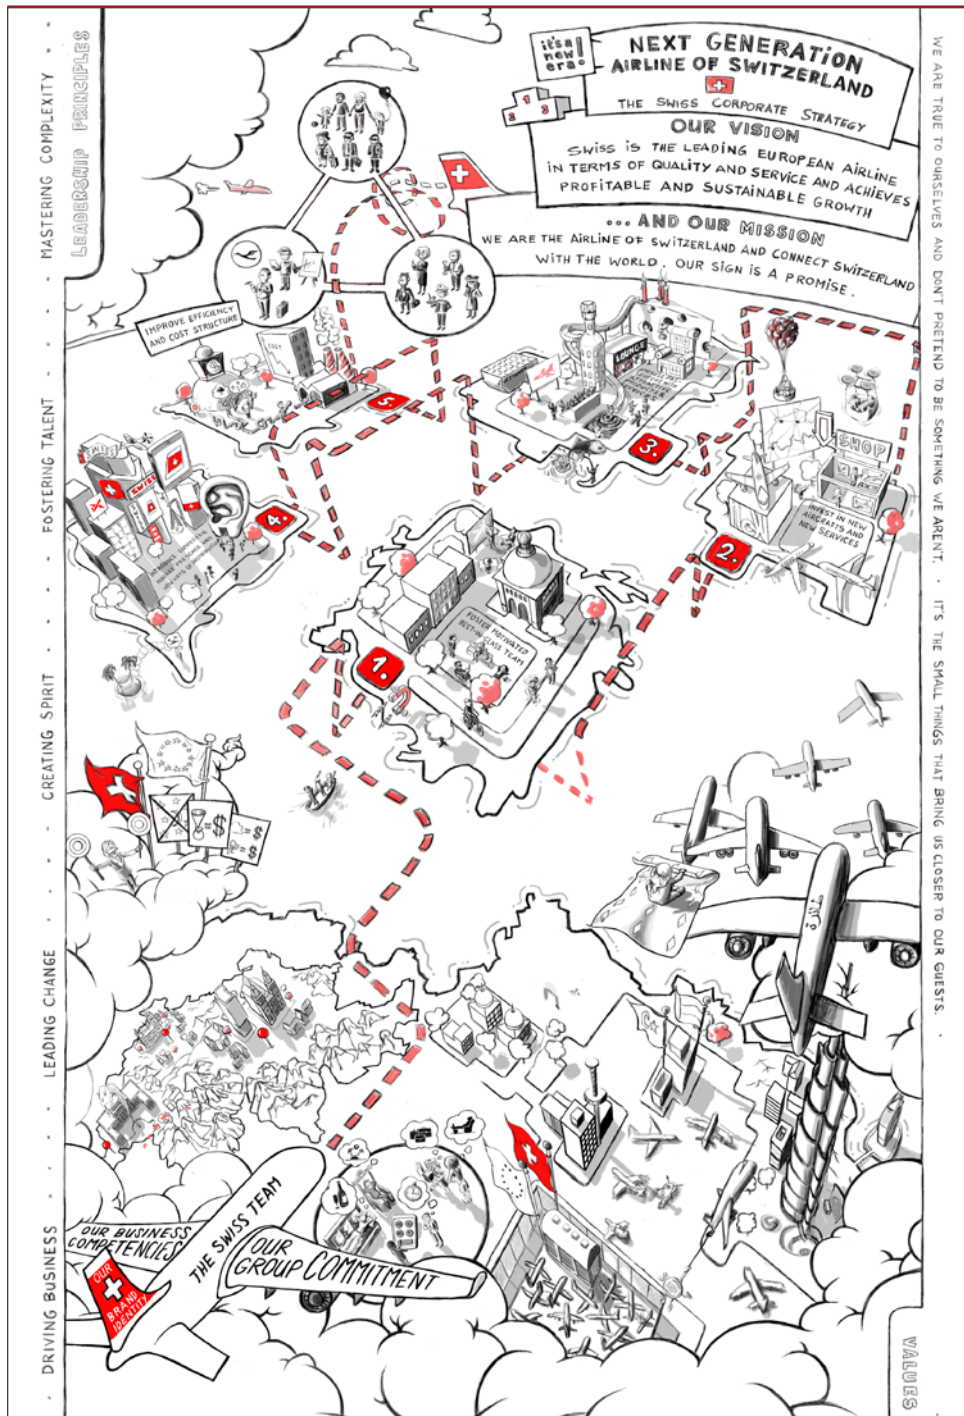 it's a
new
era!
NEXT GENERATiON
AIRLINE OF SWITZERLAND
THE SWISS CORPORATE STRATEGY
1
2
3
OUR VISION
SWISS IS THE LEADING EUROPEAN AIRLINE
IN TERMS OF QUALITY AND SERVICE AND ACHIEVES
PROFITABLE AND SUSTAINABLE GROWTH
... AND OUR MISSION
WE ARE THE AIRLINE OF SWITZERLAND AND CONNECT SWITZERLAND
WITH THE WORLD. OUR SIGN IS A PROMISE.
LEADERSHIP PRINCIPLES
· DRIVING BUSINESS · · · · LEADING CHANGE · · · · CREATING SPIRIT · · · · FOSTERING TALENT · · · · MASTERING COMPLEXITY · ·
WE ARE TRUE TO OURSELVES AND DON'T PRETEND TO BE SOMETHING WE ARENT. · IT'S THE SMALL THINGS THAT BRING US CLOSER TO OUR GUESTS. ·
VALUES
IMPROVE EFFICIENCY
AND COST STRUCTURE
COST
5.
LOUNGE
3.
SHOP
INVEST IN NEW
AIRCRAFTS AND
NEW SERVICES
2.
SWISS
4.
FOSTER MOTIVATED
BEST-IN-CLASS TEAM
1.
= $
= $
= $
OUR BUSINESS
COMPETENCIES
THE SWISS TEAM
OUR
GROUP COMMITMENT
OUR
BRAND
IDENTITY